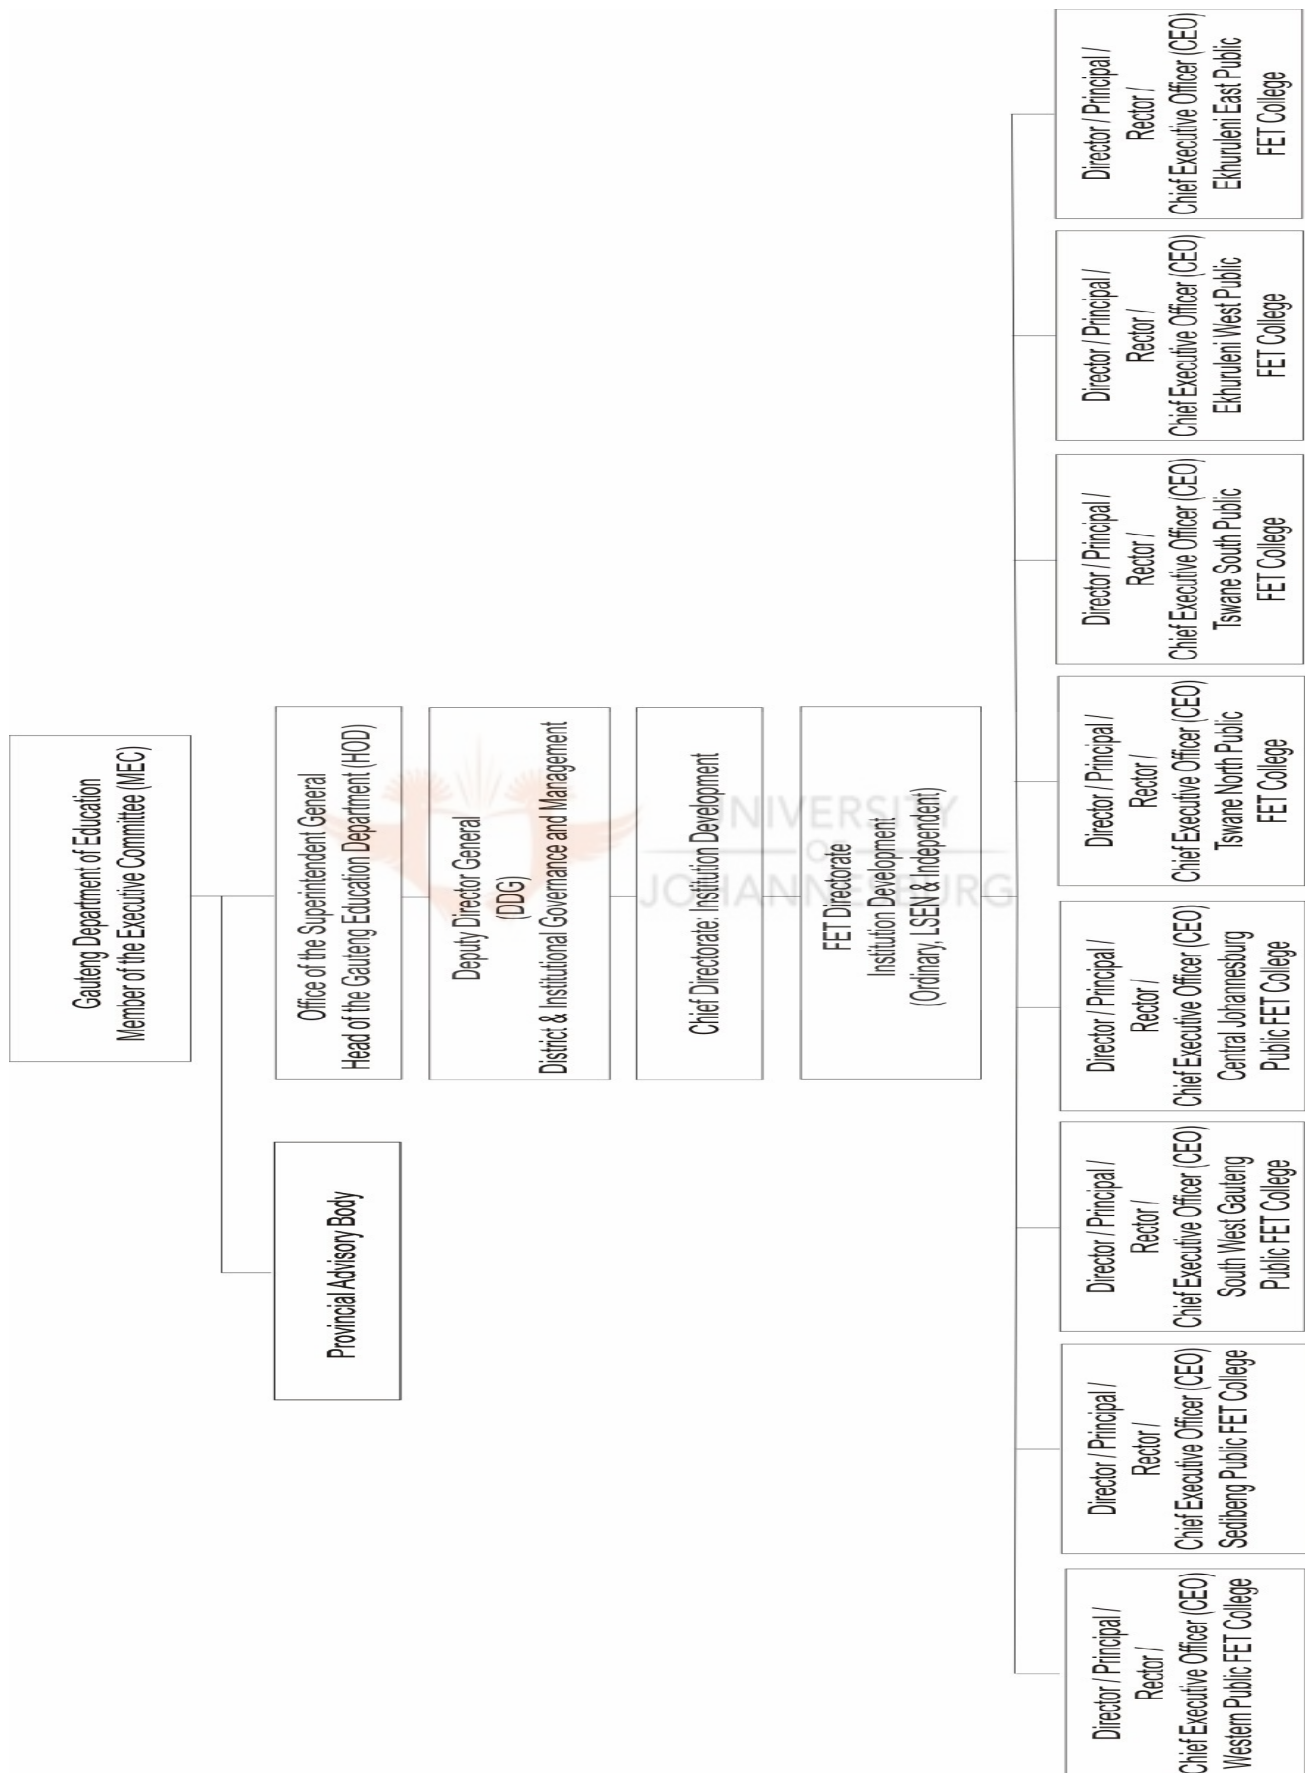 Gauteng Department of Education
Member of the Executive Committee (MEC)
Provincial Advisory Body
Office of the Superintendent General
Head of the Gauteng Education Department (HOD)
Deputy Director General
(DDG)
District & Institutional Governance and Management
Chief Directorate: Institution Development
FET Directorate
Institution Development
(Ordinary, LSEN & Independent)
UNIVERSITY
OF
JOHANNESBURG
Director / Principal /
Rector /
Chief Executive Officer (CEO)
Western Public FET College
Director / Principal /
Rector /
Chief Executive Officer (CEO)
Sedibeng Public FET College
Director / Principal /
Rector /
Chief Executive Officer (CEO)
South West Gauteng
Public FET College
Director / Principal /
Rector /
Chief Executive Officer (CEO)
Central Johannesburg
Public FET College
Director / Principal /
Rector /
Chief Executive Officer (CEO)
Tswane North Public
FET College
Director / Principal /
Rector /
Chief Executive Officer (CEO)
Tswane South Public
FET College
Director / Principal /
Rector /
Chief Executive Officer (CEO)
Ekhuruleni West Public
FET College
Director / Principal /
Rector /
Chief Executive Officer (CEO)
Ekhuruleni East Public
FET College